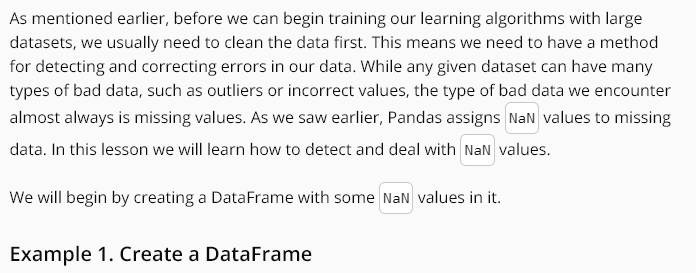 As mentioned earlier, before we can begin training our learning algorithms with large
datasets, we usually need to clean the data first. This means we need to have a method
for detecting and correcting errors in our data. While any given dataset can have many
types of bad data, such as outliers or incorrect values, the type of bad data we encounter
almost always is missing values. As we saw earlier, Pandas assigns NaN values to missing
data. In this lesson we will learn how to detect and deal with NaN values.
We will begin by creating a DataFrame with some NaN values in it.
Example 1. Create a DataFrame